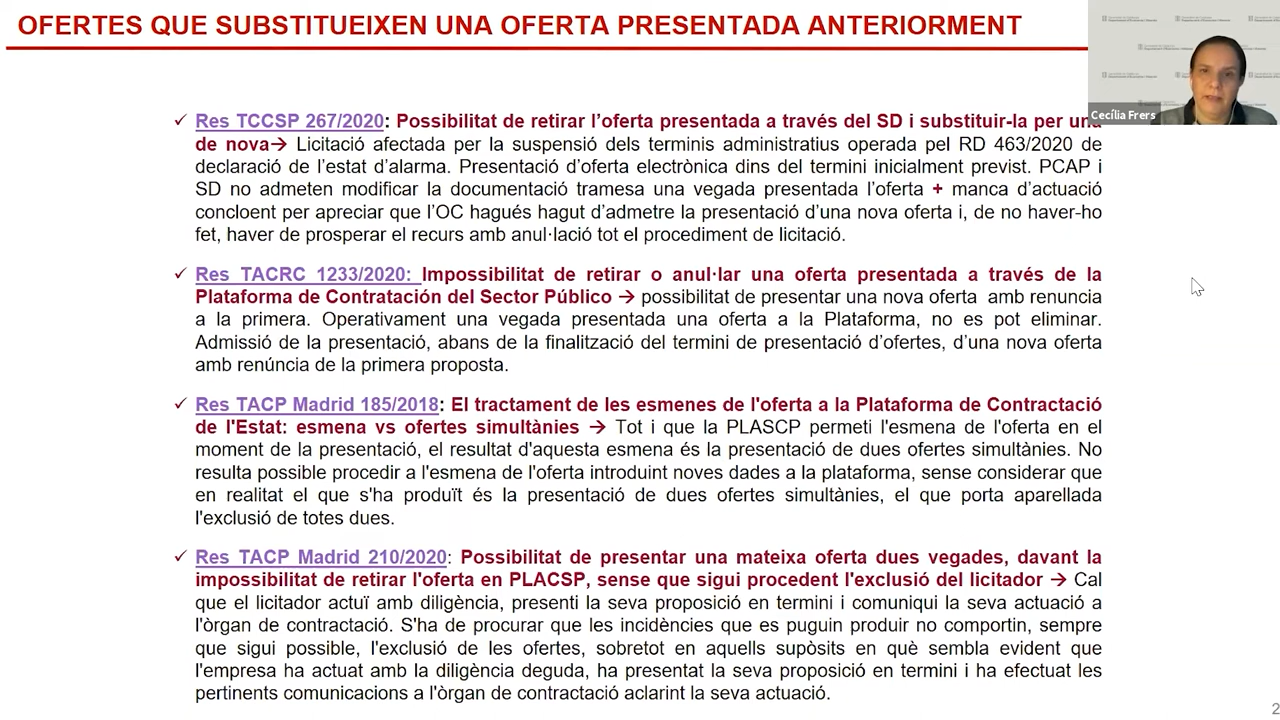 OFERTES QUE SUBSTITUEIXEN UNA OFERTA PRESENTADA ANTERIORMENT
Cecília Frers
✓ Res TCCSP 267/2020: Possibilitat de retirar l’oferta presentada a través del SD i substituir-la per una
de nova→ Licitació afectada per la suspensió dels terminis administratius operada pel RD 463/2020 de
declaració de l’estat d’alarma. Presentació d’oferta electrònica dins del termini inicialment previst. PCAP i
SD no admeten modificar la documentació tramesa una vegada presentada l’oferta + manca d’actuació
concloent per apreciar que l’OC hagués hagut d’admetre la presentació d’una nova oferta i, de no haver-ho
fet, haver de prosperar el recurs amb anul·lació tot el procediment de licitació.
✓ Res TACRC 1233/2020: Impossibilitat de retirar o anul·lar una oferta presentada a través de la
Plataforma de Contratación del Sector Público → possibilitat de presentar una nova oferta amb renuncia
a la primera. Operativament una vegada presentada una oferta a la Plataforma, no es pot eliminar.
Admissió de la presentació, abans de la finalització del termini de presentació d’ofertes, d’una nova oferta
amb renúncia de la primera proposta.
✓ Res TACP Madrid 185/2018: El tractament de les esmenes de l'oferta a la Plataforma de Contractació
de l'Estat: esmena vs ofertes simultànies → Tot i que la PLASCP permeti l'esmena de l'oferta en el
moment de la presentació, el resultat d'aquesta esmena és la presentació de dues ofertes simultànies. No
resulta possible procedir a l'esmena de l'oferta introduint noves dades a la plataforma, sense considerar que
en realitat el que s'ha produït és la presentació de dues ofertes simultànies, el que porta aparellada
l'exclusió de totes dues.
✓ Res TACP Madrid 210/2020: Possibilitat de presentar una mateixa oferta dues vegades, davant la
impossibilitat de retirar l'oferta en PLACSP, sense que sigui procedent l'exclusió del licitador → Cal
que el licitador actuï amb diligència, presenti la seva proposició en termini i comuniqui la seva actuació a
l'òrgan de contractació. S'ha de procurar que les incidències que es puguin produir no comportin, sempre
que sigui possible, l'exclusió de les ofertes, sobretot en aquells supòsits en què sembla evident que
l'empresa ha actuat amb la diligència deguda, ha presentat la seva proposició en termini i ha efectuat les
pertinents comunicacions a l'òrgan de contractació aclarint la seva actuació.
2